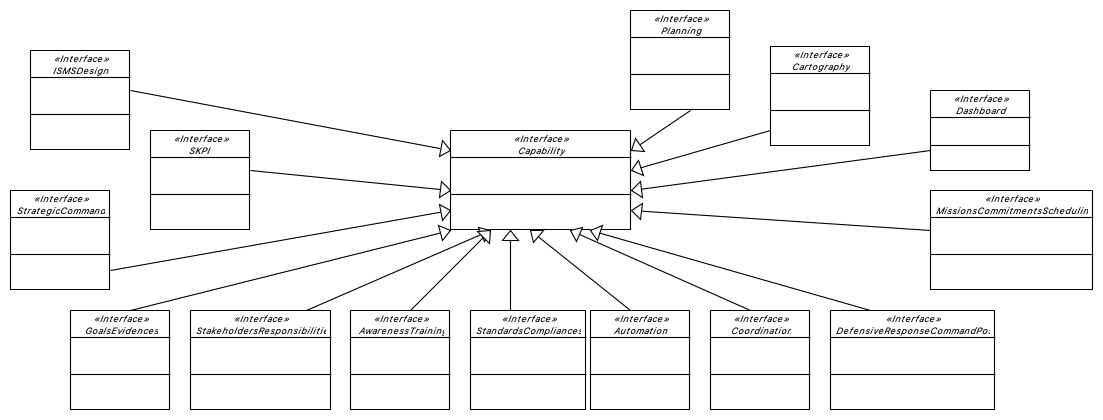 «Interface»
Planning
«Interface»
ISMSDesign
«Interface»
Cartography
«Interface»
Dashboard
«Interface»
SKPI
«Interface»
Capability
«Interface»
StrategicCommand
«Interface»
MissionsCommitmentsSchedulin
«Interface»
GoalsEvidences
«Interface»
StakeholdersResponsibilitie
«Interface»
AwarenessTraining
«Interface»
StandardsCompliances
«Interface»
Automation
«Interface»
Coordination
«Interface»
DefensiveResponseCommandPos